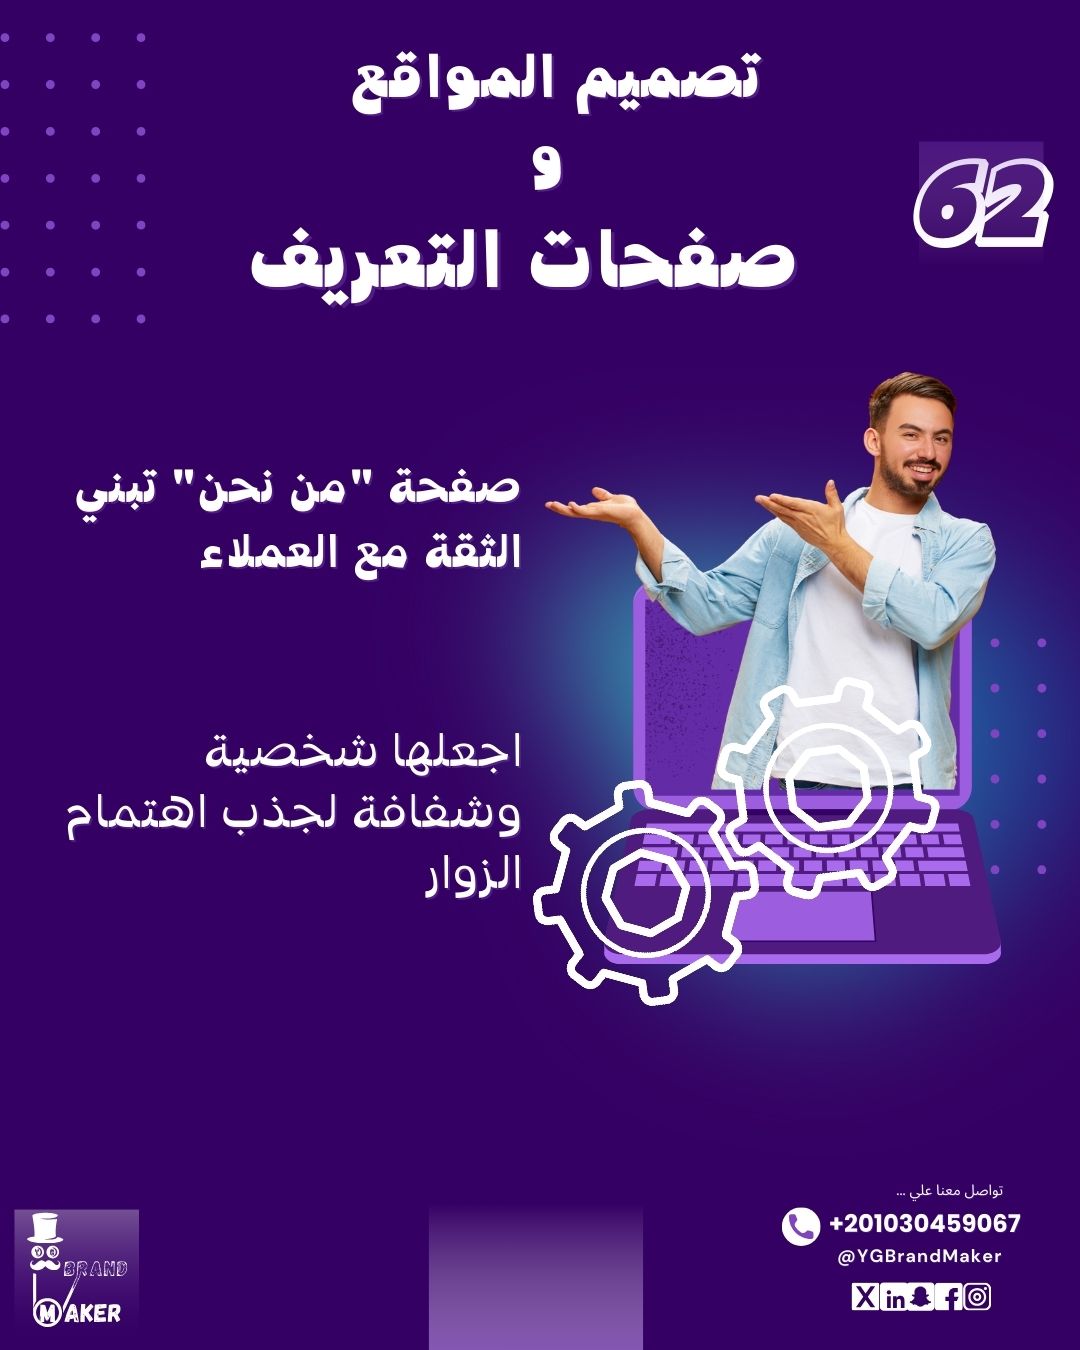 تصميم المواقع
و
صفحات التعريف
62
صفحة "من نحن" تبني
الثقة مع العملاء
اجعلها شخصية
وشفافة لجذب اهتمام
الزوار
تواصل معنا علي ...
+201030459067
@YGBrandMaker
BRAND
MAKER